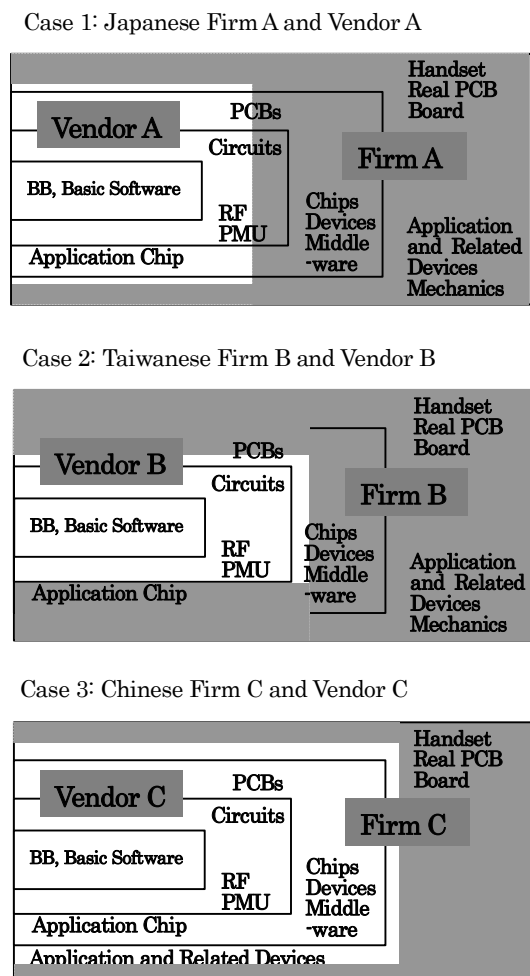 Case 1: Japanese Firm A and Vendor A
Handset
Real PCB
Board
PCBs
Vendor A
Circuits
Firm A
BB, Basic Software
Chips
Devices
Middle
-ware
RF
PMU
Application
and Related
Devices
Mechanics
Application Chip
Case 2: Taiwanese Firm B and Vendor B
Handset
Real PCB
Board
PCBs
Vendor B
Circuits
Firm B
BB, Basic Software
Chips
Devices
Middle
-ware
RF
PMU
Application
and Related
Devices
Mechanics
Application Chip
Case 3: Chinese Firm C and Vendor C
Handset
Real PCB
Board
PCBs
Vendor C
Circuits
Firm C
BB, Basic Software
Chips
Devices
Middle
-ware
RF
PMU
Application Chip
Application and Related Devices